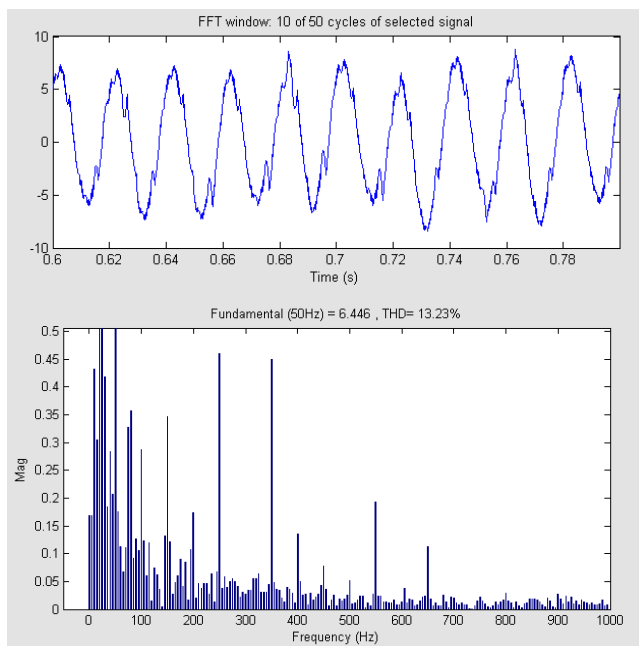 FFT window: 10 of 50 cycles of selected signal
10
5
0
-5
-10
0.6 0.62 0.64 0.66 0.68 0.7 0.72 0.74 0.76 0.78
Time (s)
Fundamental (50Hz) = 6.446 , THD= 13.23%
0.5
0.45
0.4
0.35
0.3
0.25
0.2
0.15
0.1
0.05
0
Mag
0 100 200 300 400 500 600 700 800 900 1000
Frequency (Hz)